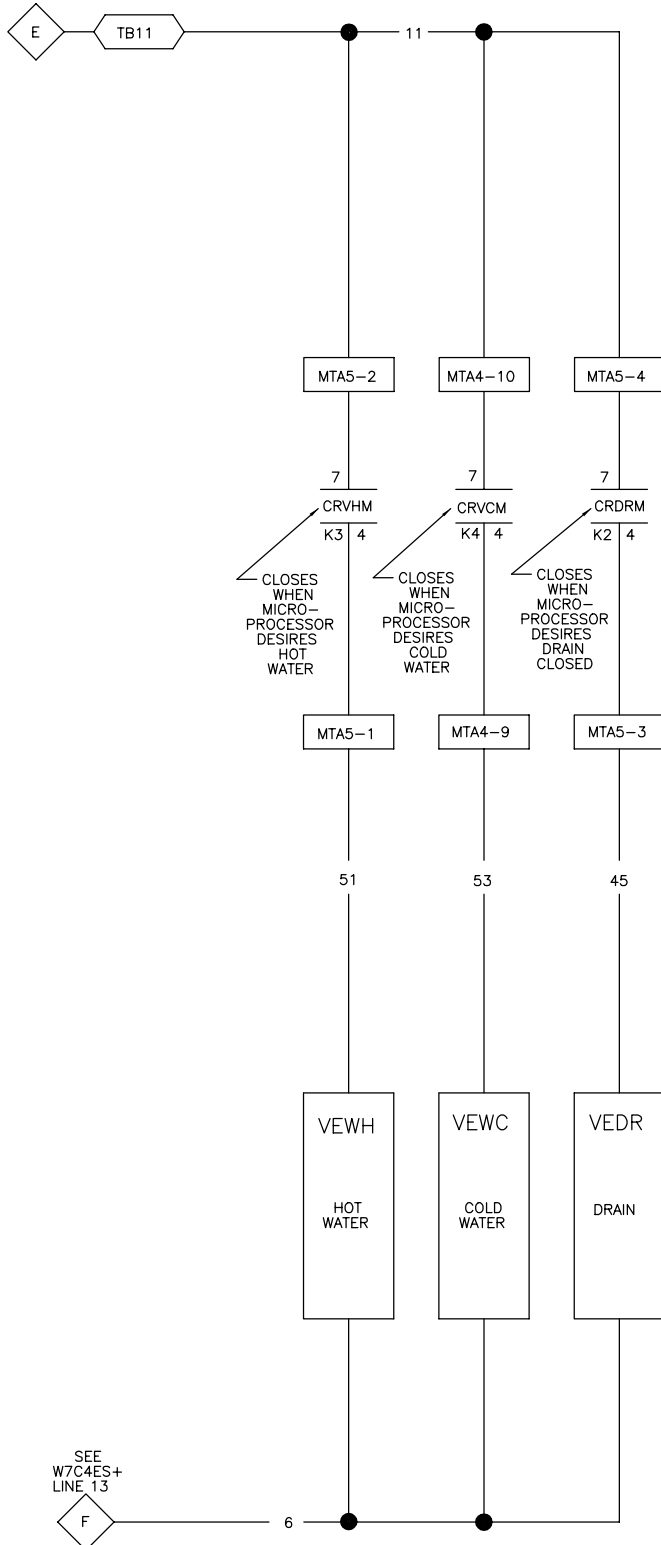 E
TB11
11
MTA5-2
MTA4-10
MTA5-4
7
CRVHM
K3 4
7
CRVCM
K4 4
7
CRDRM
K2 4
CLOSES
WHEN
MICRO-
PROCESSOR
DESIRES
HOT
WATER
CLOSES
WHEN
MICRO-
PROCESSOR
DESIRES
COLD
WATER
CLOSES
WHEN
MICRO-
PROCESSOR
DESIRES
DRAIN
CLOSED
MTA5-1
MTA4-9
MTA5-3
51
53
45
VEWH
HOT
WATER
VEWC
COLD
WATER
VEDR
DRAIN
SEE
W7C4ES+
LINE 13
F
6